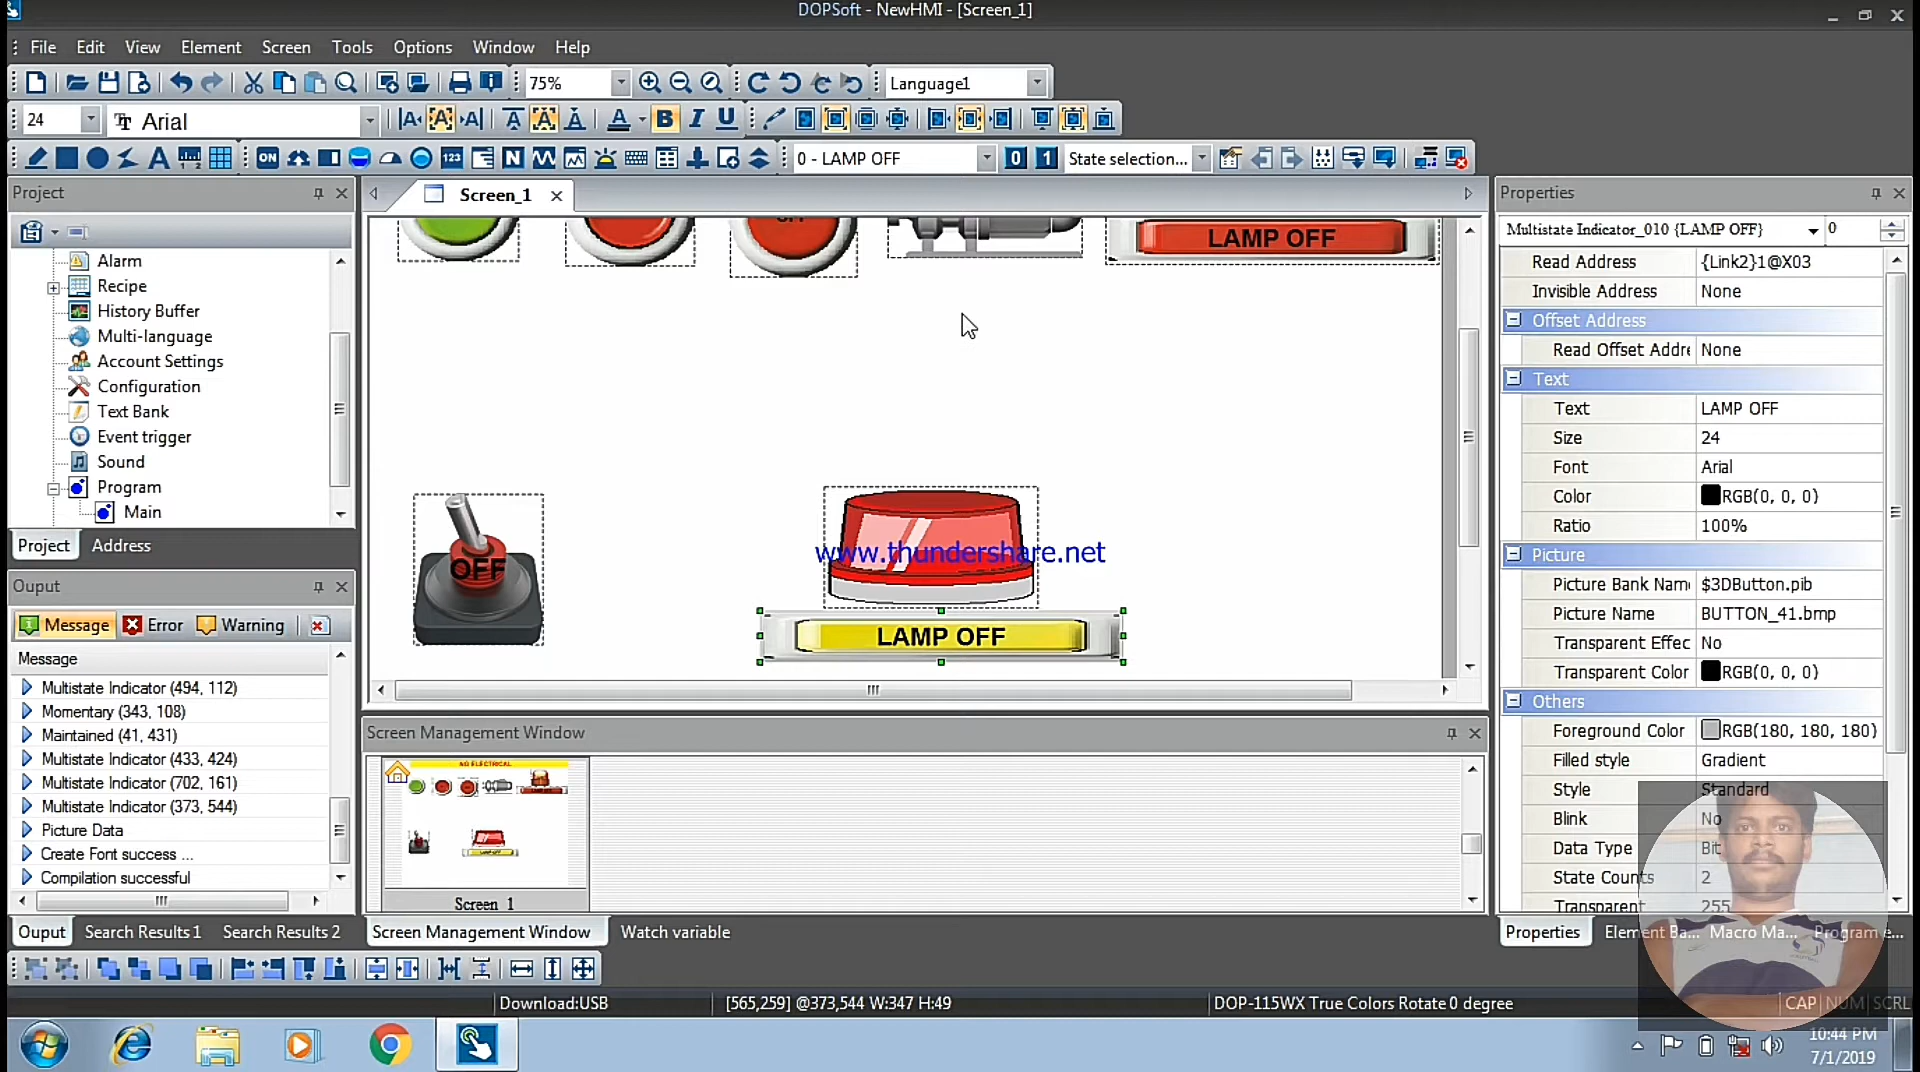 DOPSoft - NewHMI - [Screen_1]
File Edit View Element Screen Tools Options Window Help
75% Language1
24 Arial
0 - LAMP OFF State selection...
Project
Screen_1
Properties
Multistate Indicator_010 {LAMP OFF} 0
LAMP OFF
Read Address {Link2}1@X03
Invisible Address None
Offset Address
Read Offset Addre None
Text
Text LAMP OFF
Size 24
Font Arial
Color RGB(0, 0, 0)
Ratio 100%
Picture
Picture Bank Name $3DButton.pib
Picture Name BUTTON_41.bmp
Transparent Effec No
Transparent Color RGB(0, 0, 0)
Others
Foreground Color RGB(180, 180, 180)
Filled style Gradient
Style Standard
Blink No
Data Type Bit
State Counts 2
Transparent 255
Alarm
Recipe
History Buffer
Multi-language
Account Settings
Configuration
Text Bank
Event trigger
Sound
Program
Main
Project Address
OFF
www.thundershare.net
LAMP OFF
Ouput
Message Error Warning
Message
Multistate Indicator (494, 112)
Momentary (343, 108)
Maintained (41, 431)
Multistate Indicator (433, 424)
Multistate Indicator (702, 161)
Multistate Indicator (373, 544)
Picture Data
Create Font success ...
Compilation successful
Screen Management Window
NG ELECTRICAL
Screen_1
Ouput Search Results 1 Search Results 2
Screen Management Window Watch variable
Properties Element Ba... Macro Ma... Program e...
Download:USB [565,259] @373,544 W:347 H:49 DOP-115WX True Colors Rotate 0 degree CAP NUM SCRL
10:44 PM
7/1/2019